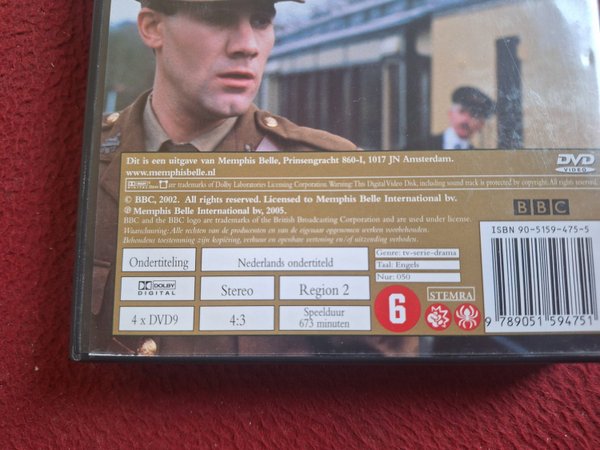 Dit is een uitgave van Memphis Belle, Prinsengracht 860-I, 1017 JN Amsterdam.
www.memphisbelle.nl
DVD
VIDEO
are trademarks of Dolby Laboratories Licensing Corporation. Warning: This Digital Video Disk, including sound track is protected by copyright. All rights reserved.
© BBC, 2002. All rights reserved. Licensed to Memphis Belle International bv.
℗ Memphis Belle International bv, 2005.
BBC
BBC and the BBC logo are trademarks of the British Broadcasting Corporation and are used under license.
Waarschuwing: Alle rechten van de producenten en van de eigenaar opgenomen werken voorbehouden.
Behoudens toestemming zijn kopiëring, verhuur en openbare vertoning en/of uitzending verboden.
ISBN 90-5159-475-5
Ondertiteling
Nederlands ondertiteld
Genre: tv-serie-drama
Taal: Engels
Nur: 050
DOLBY
DIGITAL
Stereo
Region 2
6
STEMRA
4 x DVD9
4:3
Speelduur
673 minuten
9 789051 594751